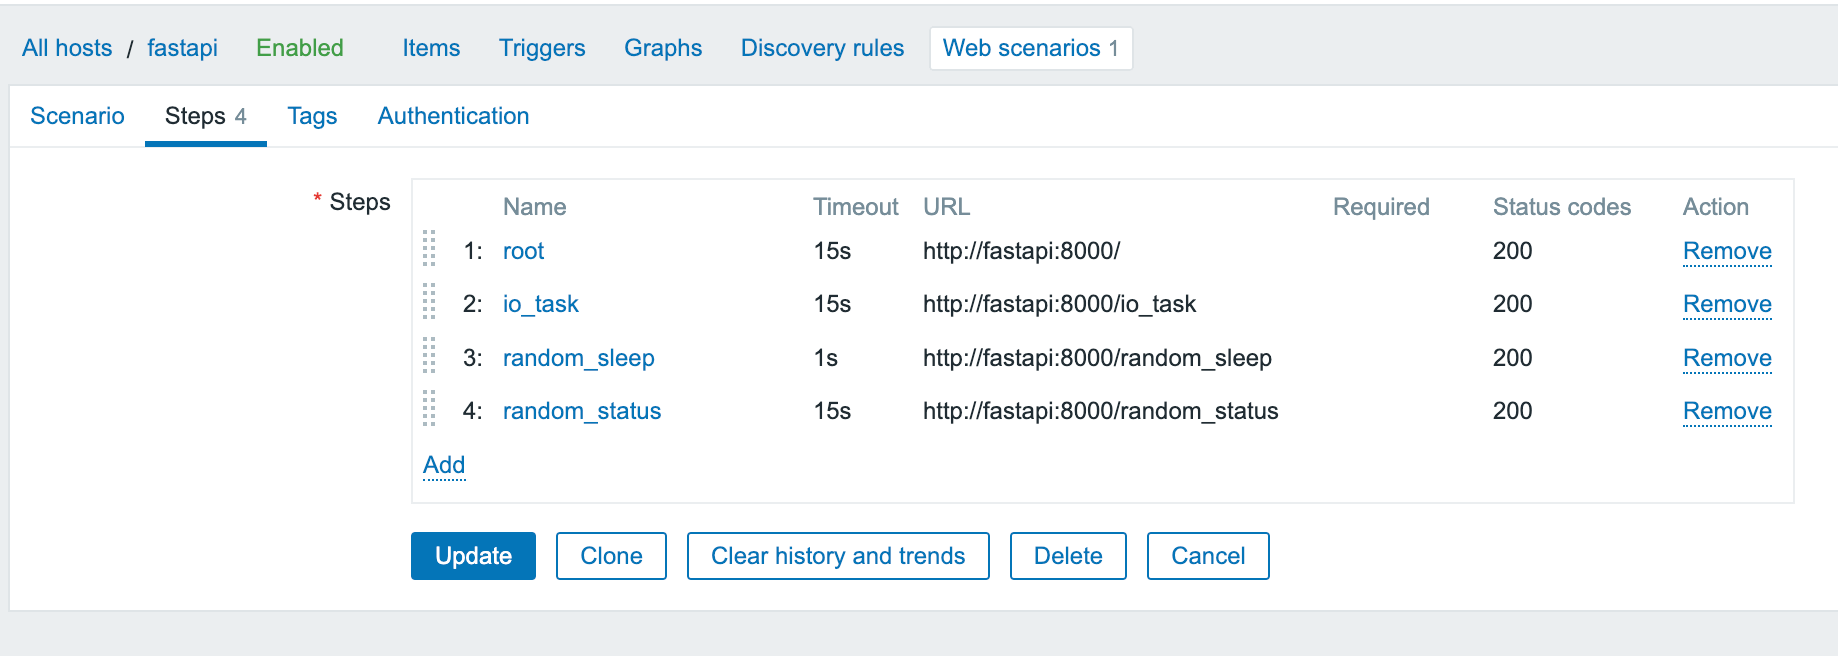 All hosts / fastapi Enabled Items Triggers Graphs Discovery rules Web scenarios 1
Scenario Steps 4 Tags Authentication
* Steps
Name Timeout URL Required Status codes Action
1: root 15s http://fastapi:8000/ 200 Remove
2: io_task 15s http://fastapi:8000/io_task 200 Remove
3: random_sleep 1s http://fastapi:8000/random_sleep 200 Remove
4: random_status 15s http://fastapi:8000/random_status 200 Remove
Add
Update Clone Clear history and trends Delete Cancel